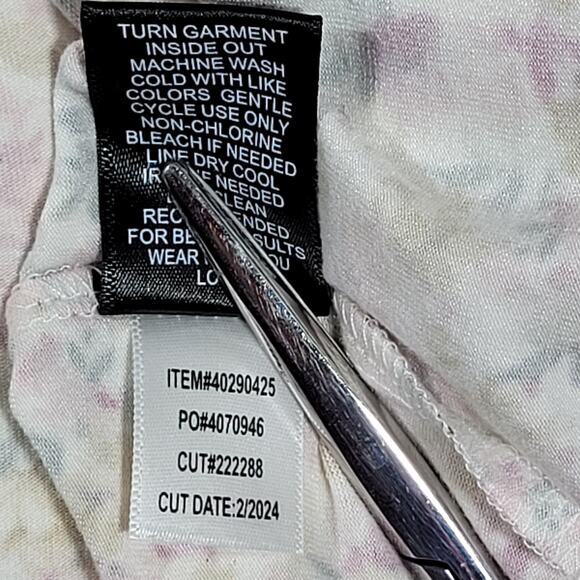 TURN GARMENT
INSIDE OUT
MACHINE WASH
COLD WITH LIKE
COLORS GENTLE
CYCLE USE ONLY
NON-CHLORINE
BLEACH IF NEEDED
LINE DRY COOL
NEEDED
FOR
WEAR
ITEM#40290425
PO#4070946
CUT#222288
CUT DATE:2/2024